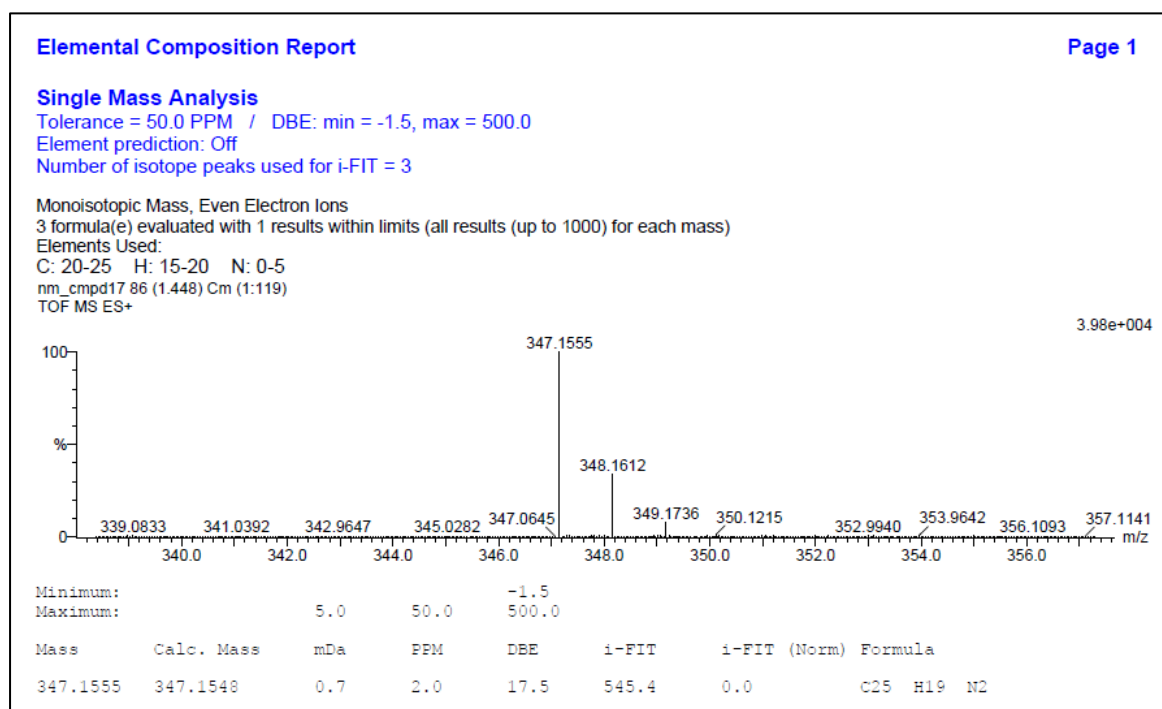 Elemental Composition Report Page 1
Single Mass Analysis
Tolerance = 50.0 PPM / DBE: min = -1.5, max = 500.0
Element prediction: Off
Number of isotope peaks used for i-FIT = 3
Monoisotopic Mass, Even Electron Ions
3 formula(e) evaluated with 1 results within limits (all results (up to 1000) for each mass)
Elements Used:
C: 20-25 H: 15-20 N: 0-5
nm_cmpd17 86 (1.448) Cm (1:119)
TOF MS ES+
3.98e+004
100
347.1555
%
348.1612
339.0833 341.0392 342.9647 345.0282 347.0645 349.1736 350.1215 352.9940 353.9642 356.1093 357.1141
0
m/z
340.0 342.0 344.0 346.0 348.0 350.0 352.0 354.0 356.0
Minimum: -1.5
Maximum: 5.0 50.0 500.0
Mass Calc. Mass mDa PPM DBE i-FIT i-FIT (Norm) Formula
347.1555 347.1548 0.7 2.0 17.5 545.4 0.0 C25 H19 N2